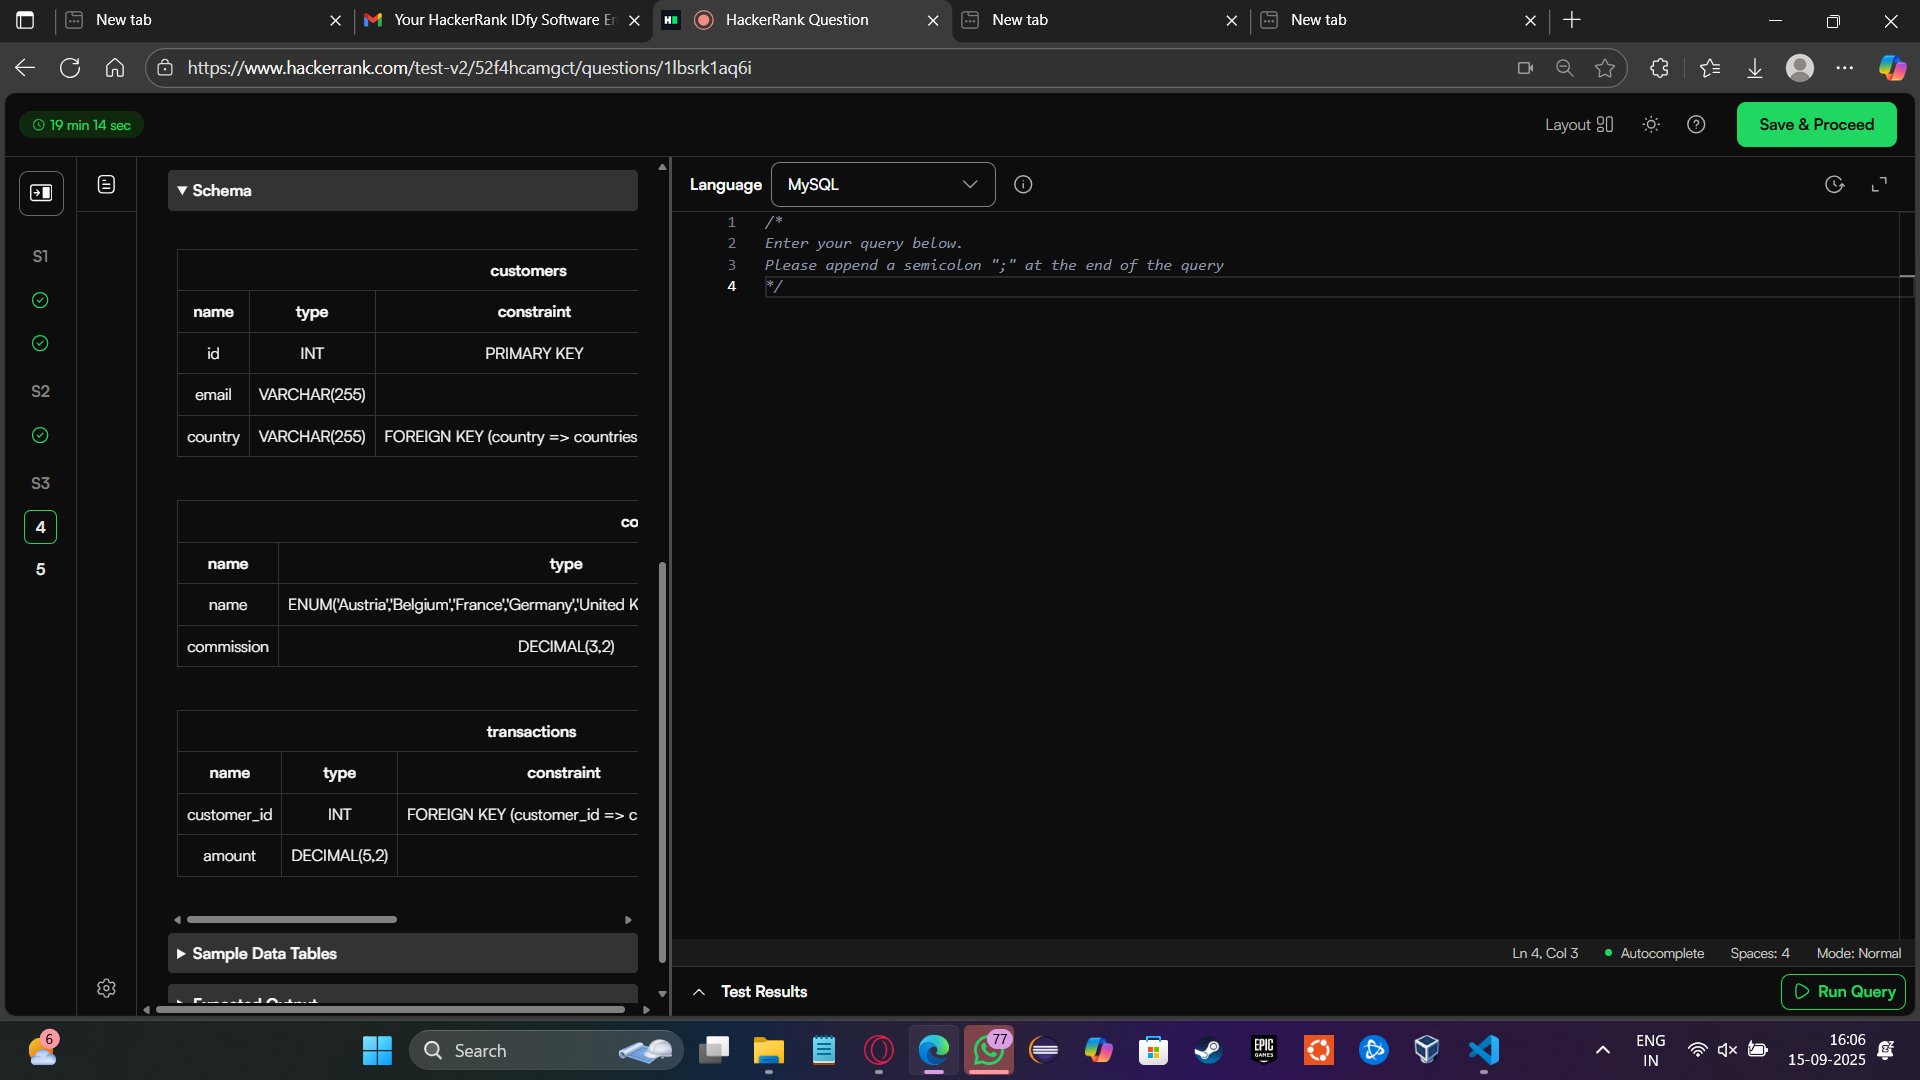 New tab
Your HackerRank IDfy Software En
HackerRank Question
New tab
New tab
https://www.hackerrank.com/test-v2/52f4hcamgct/questions/1lbsrk1aq6i
19 min 14 sec
Layout
Save & Proceed
S1
S2
S3
4
5
Schema
customers
name type constraint
id INT PRIMARY KEY
email VARCHAR(255)
country VARCHAR(255) FOREIGN KEY (country => countries
co
name type
name ENUM('Austria','Belgium','France','Germany','United K
commission DECIMAL(3,2)
transactions
name type constraint
customer_id INT FOREIGN KEY (customer_id => c
amount DECIMAL(5,2)
Sample Data Tables
Expected Output
Language MySQL
1 /*
2 Enter your query below.
3 Please append a semicolon ";" at the end of the query
4 */
Ln 4, Col 3 Autocomplete Spaces: 4 Mode: Normal
Test Results
Run Query
6
Search
77
EPIC
GAMES
ENG
IN
16:06
15-09-2025